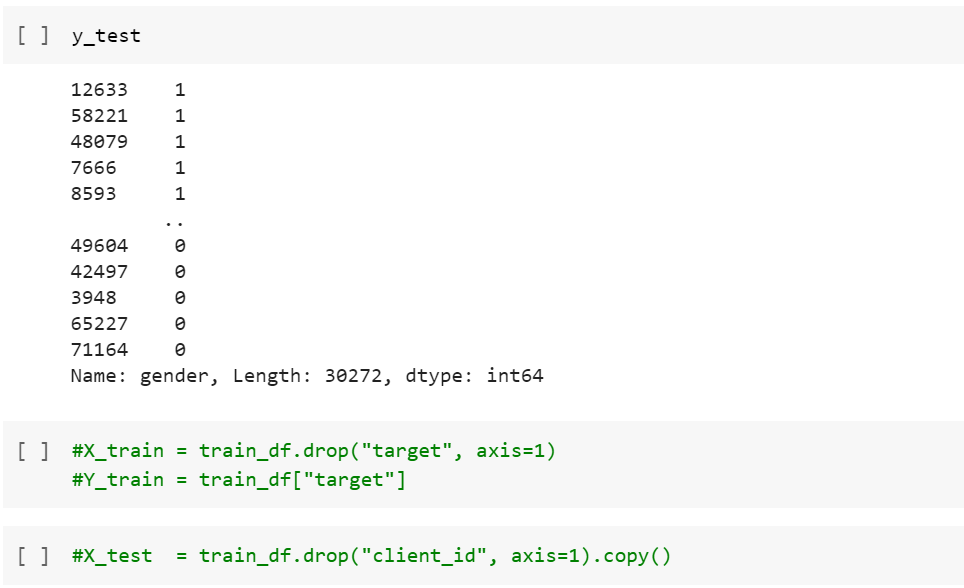 [ ] y_test
12633    1
58221    1
48079    1
7666     1
8593     1
        ..
49604    0
42497    0
3948     0
65227    0
71164    0
Name: gender, Length: 30272, dtype: int64
[ ] #X_train = train_df.drop("target", axis=1)
#Y_train = train_df["target"]
[ ] #X_test  = train_df.drop("client_id", axis=1).copy()